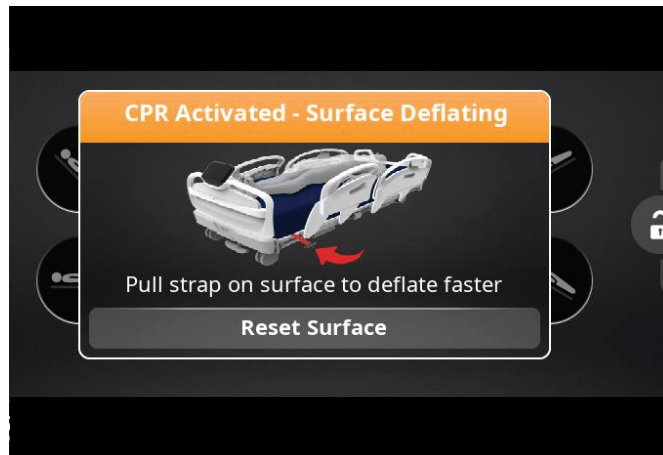 CPR Activated - Surface Deflating
Pull strap on surface to deflate faster
Reset Surface